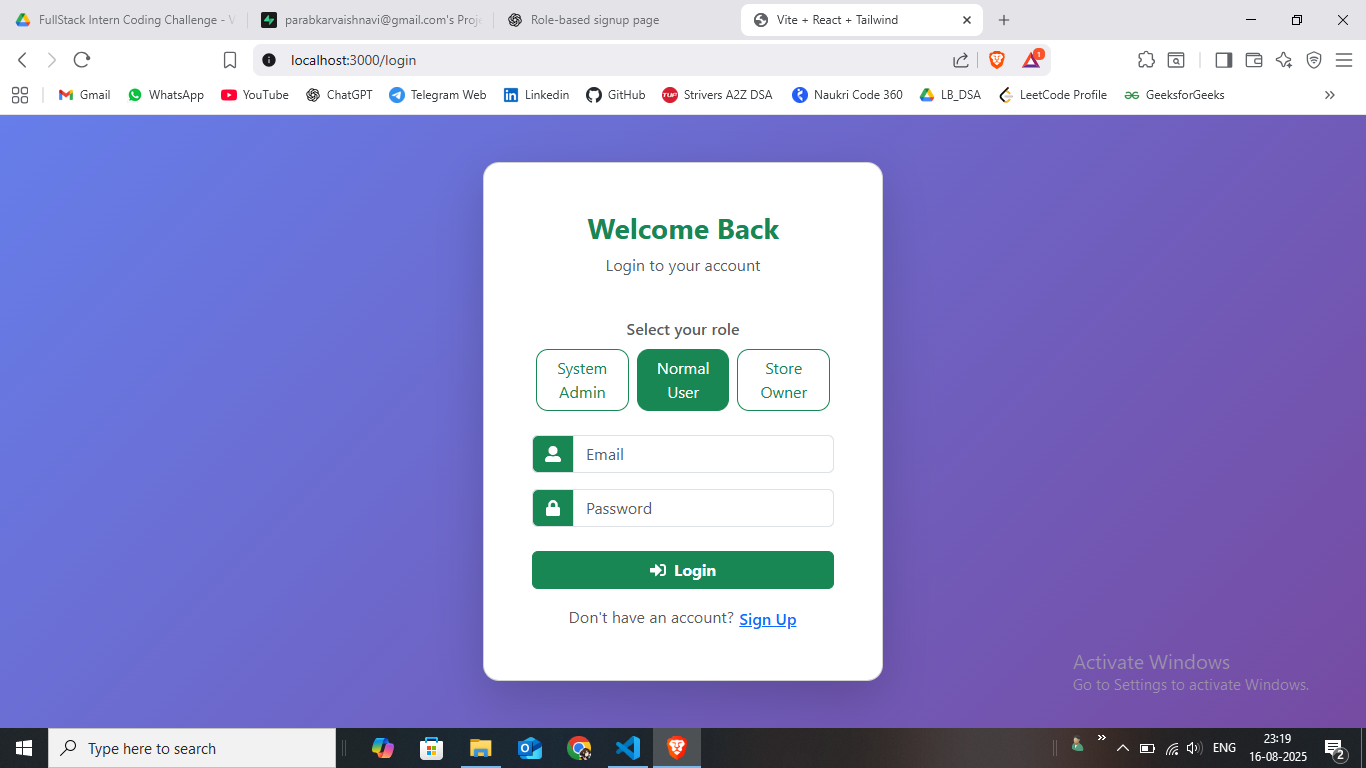 FullStack Intern Coding Challenge - V
parabkarvaishnavi@gmail.com's Proje
Role-based signup page
Vite + React + Tailwind
localhost:3000/login
1
Gmail
WhatsApp
YouTube
ChatGPT
Telegram Web
Linkedin
GitHub
TUF
Strivers A2Z DSA
Naukri Code 360
LB_DSA
LeetCode Profile
GeeksforGeeks
Welcome Back
Login to your account
Select your role
System
Admin
Normal
User
Store
Owner
Email
Password
Login
Don't have an account? Sign Up
Activate Windows
Go to Settings to activate Windows.
Type here to search
ENG
23:19
16-08-2025
2